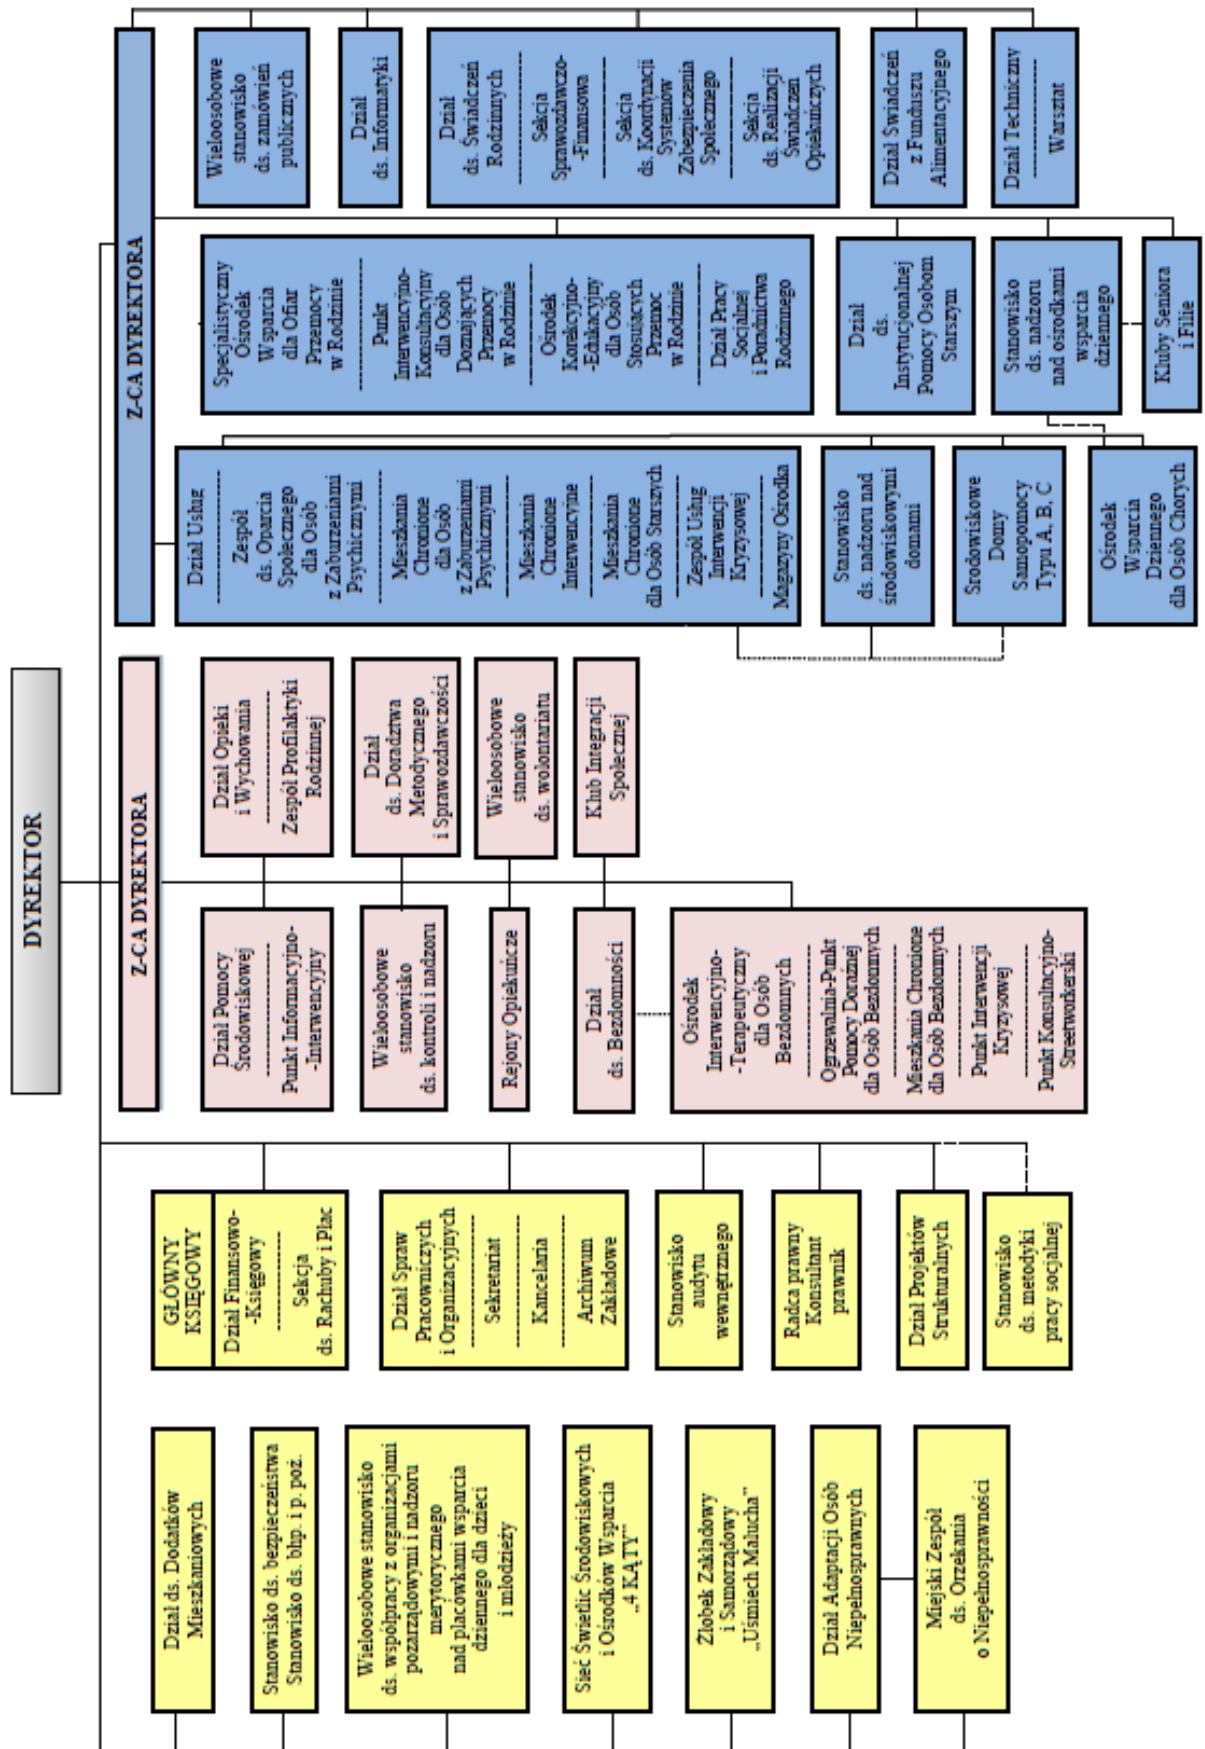 DYREKTOR
Z-CA DYREKTORA
Z-CA DYREKTORA
Dział ds. Dodatków
Mieszkaniowych
Stanowisko ds. bezpieczeństwa
Stanowisko ds. bhp i p. poż.
Wieloosobowe stanowisko
ds. współpracy z organizacjami
pozarządowymi i nadzoru
merytorycznego
nad placówkami wsparcia
dziennego dla dzieci
i młodzieży
Sieć Świetlic Środowiskowych
i Ośrodków Wsparcia
„4 KĄTY”
Żłobek Zakładowy
i Samorządowy
„Uśmiech Malucha”
Dział Adaptacji Osób
Niepełnosprawnych
Miejski Zespół
ds. Orzekania
o Niepełnosprawności
GŁÓWNY
KSIĘGOWY
Dział Finansowo-
-Księgowy
Sekcja
ds. Rachuby i Płac
Dział Spraw
Pracowniczych
i Organizacyjnych
Sekretariat
Kancelaria
Archiwum
Zakładowe
Stanowisko
audytu
wewnętrznego
Radca prawny
Konsultant
prawnik
Dział Projektów
Strukturalnych
Stanowisko
ds. metodyki
pracy socjalnej
Dział Pomocy
Środowiskowej
Punkt Informacyjno-
-Interwencyjny
Wieloosobowe
stanowisko
ds. kontroli i nadzoru
Rejony Opiekuńcze
Dział
ds. Bezdomności
Ośrodek
Interwencyjno-
-Terapeutyczny
dla Osób
Bezdomnych
Ogrzewalnia-Punkt
Pomocy Doraźnej
dla Osób Bezdomnych
Mieszkania Chronione
dla Osób Bezdomnych
Punkt Interwencji
Kryzysowej
Punkt Konsultacyjno-
Streetworkerski
Dział Opieki
i Wychowania
Zespół Profilaktyki
Rodzinnej
Dział
ds. Doradztwa
Metodycznego
i Sprawozdawczości
Wieloosobowe
stanowisko
ds. wolontariatu
Klub Integracji
Społecznej
Dział Usług
Zespół
ds. Oparcia
Społecznego
dla Osób
z Zaburzeniami
Psychicznymi
Mieszkania
Chronione
dla Osób
z Zaburzeniami
Psychicznymi
Mieszkania
Chronione
Interwencyjne
Mieszkania
Chronione
dla Osób Starszych
Zespół Usług
Interwencji
Kryzysowej
Magazyny Ośrodka
Stanowisko
ds. nadzoru nad
środowiskowymi
domami
Środowiskowe
Domy
Samopomocy
Typu A, B, C
Ośrodek
Wsparcia
Dziennego
dla Osób Chorych
Specjalistyczny
Ośrodek
Wsparcia
dla Ofiar
Przemocy
w Rodzinie
Punkt
Interwencyjno-
Konsultacyjny
dla Osób
Doznających
Przemocy
w Rodzinie
Ośrodek
Korekcyjno-
-Edukacyjny
dla Osób
Stosujących
Przemoc
w Rodzinie
Dział Pracy
Socjalnej
i Poradnictwa
Rodzinnego
Dział
ds.
Instytucjonalnej
Pomocy Osobom
Starszym
Stanowisko
ds. nadzoru
nad ośrodkami
wsparcia
dziennego
Kluby Seniora
i Filie
Wieloosobowe
stanowisko
ds. zamówień
publicznych
Dział
ds. Informatyki
Dział
ds. Świadczeń
Rodzinnych
Sekcja
Sprawozdawczo-
-Finansowa
Sekcja
ds. Koordynacji
Systemów
Zabezpieczenia
Społecznego
Sekcja
ds. Realizacji
Świadczeń
Opiekuńczych
Dział Świadczeń
z Funduszu
Alimentacyjnego
Dział Techniczny
Warsztat